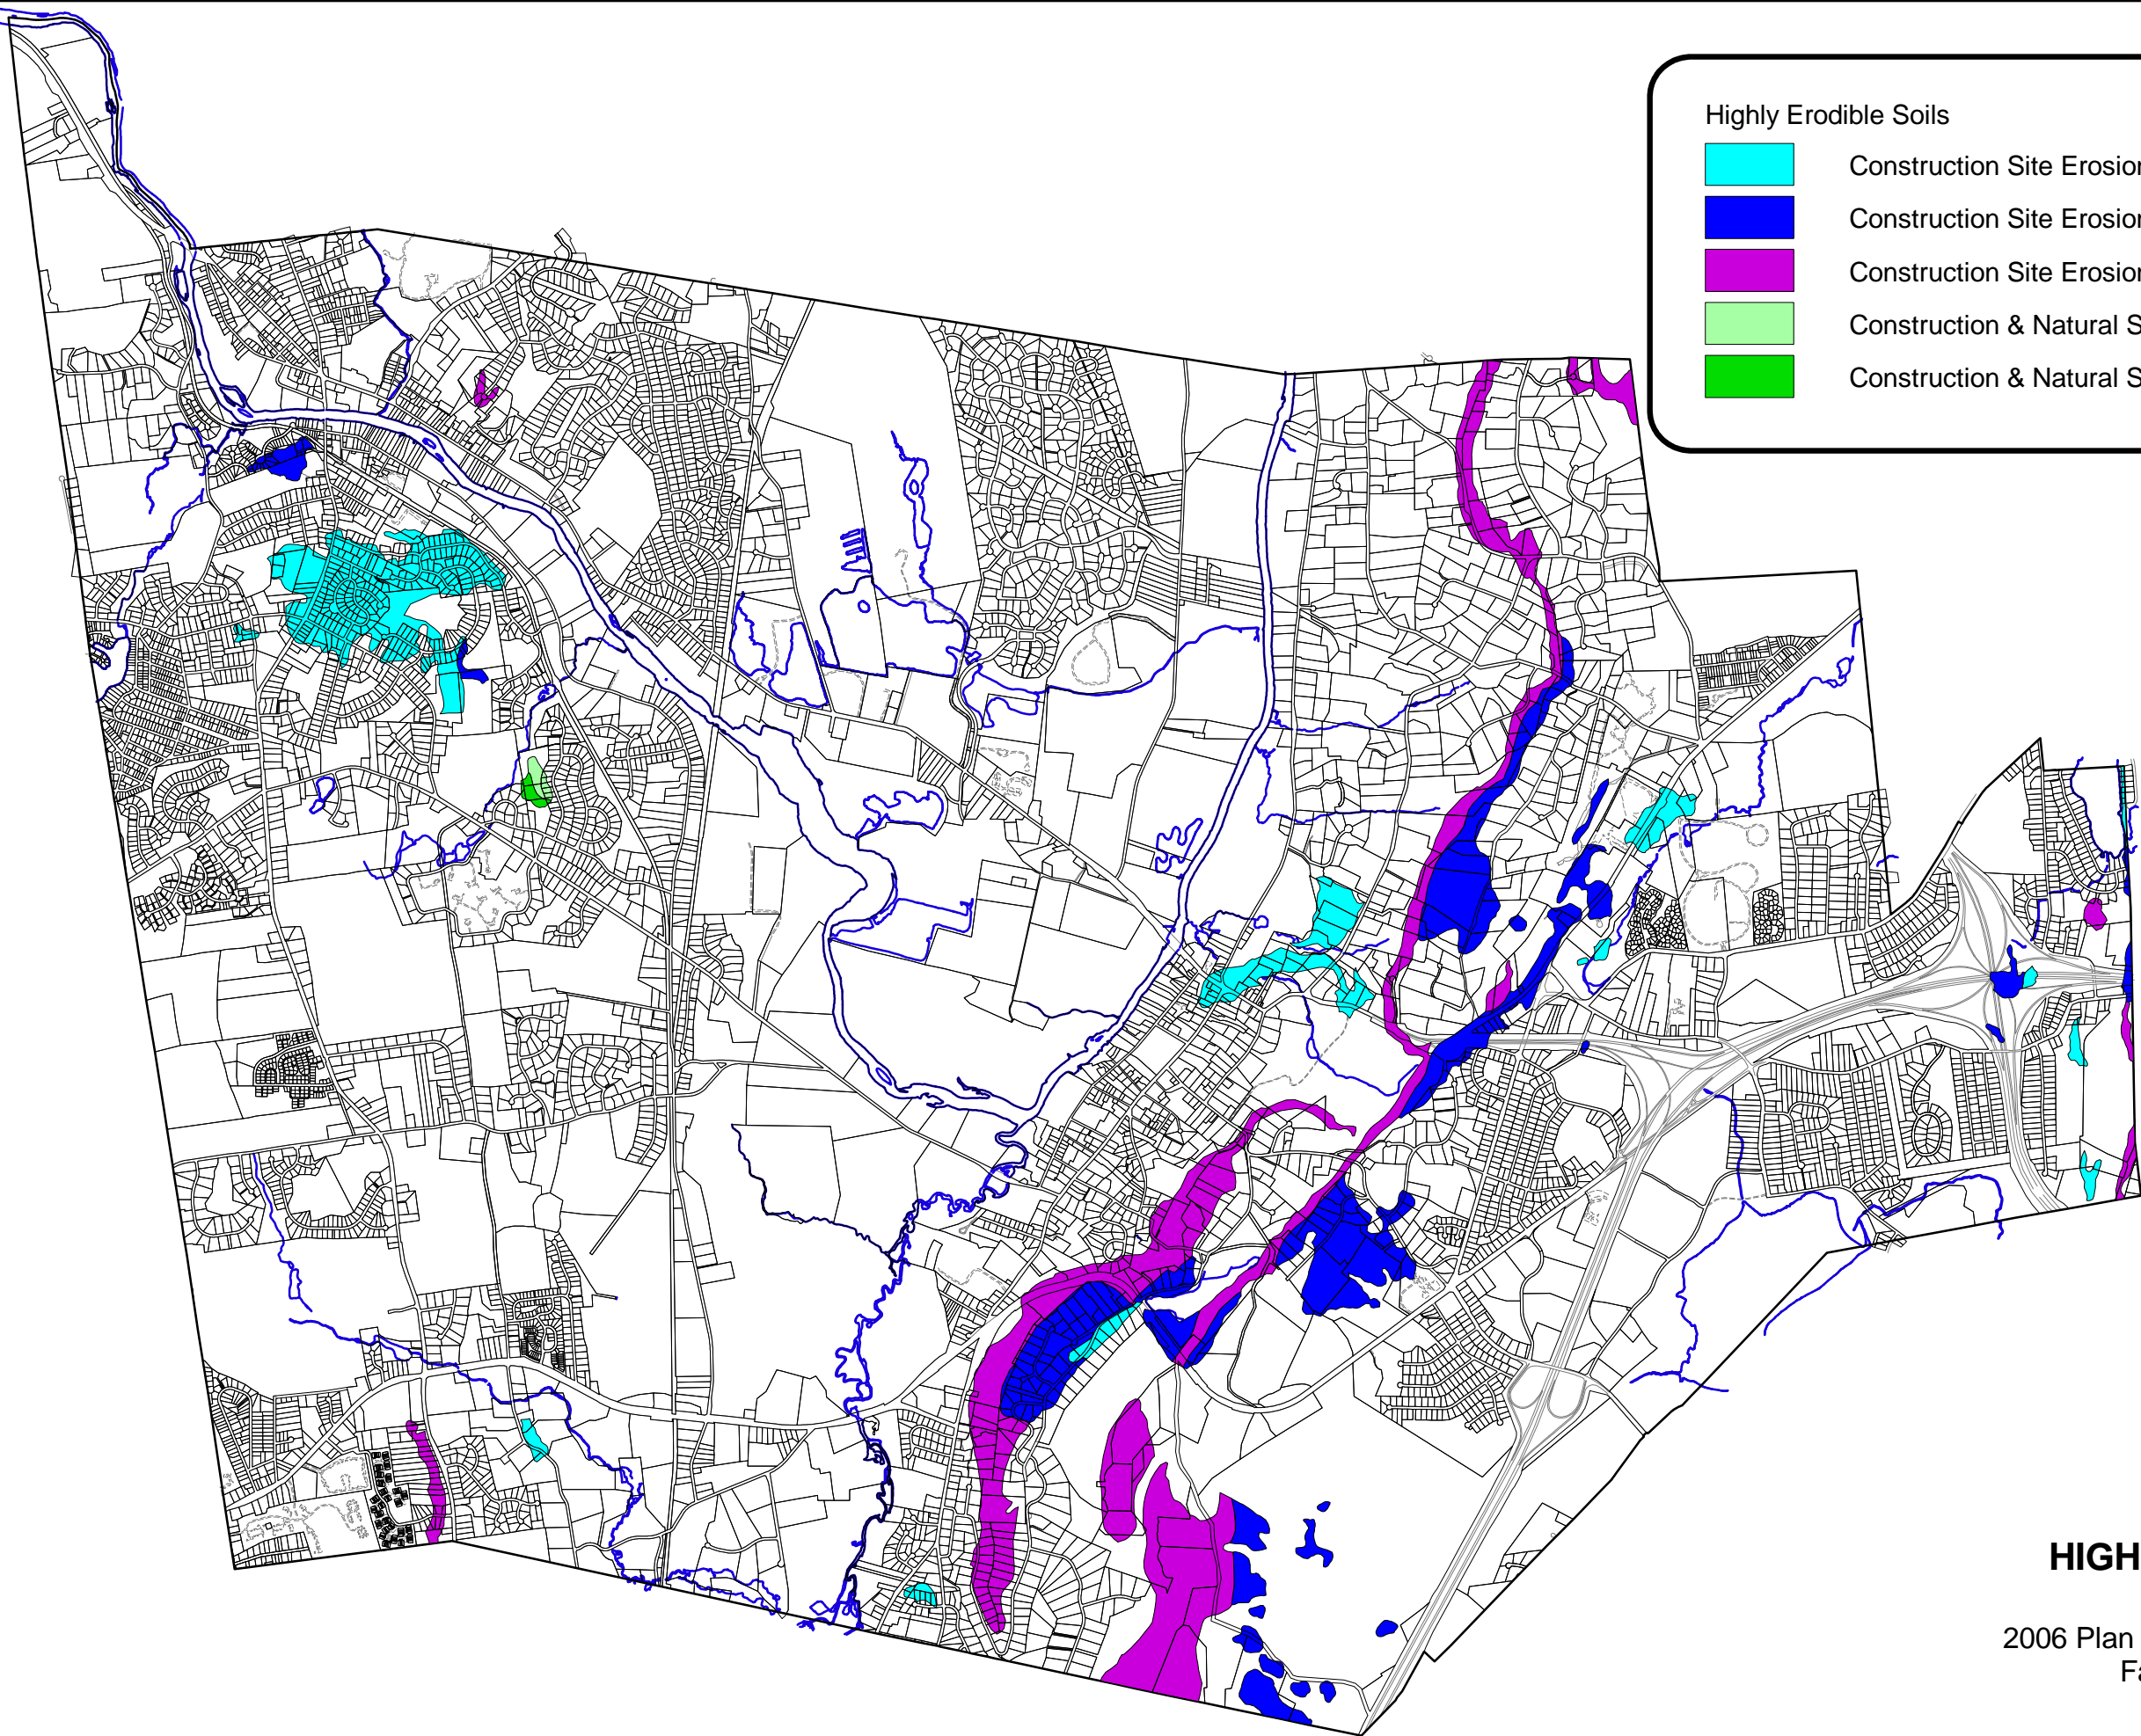 Highly Erodible Soils
Construction Site Erosion
Construction Site Erosion
Construction Site Erosion
Construction & Natural S
Construction & Natural S
HIGH
2006 Plan
Fa